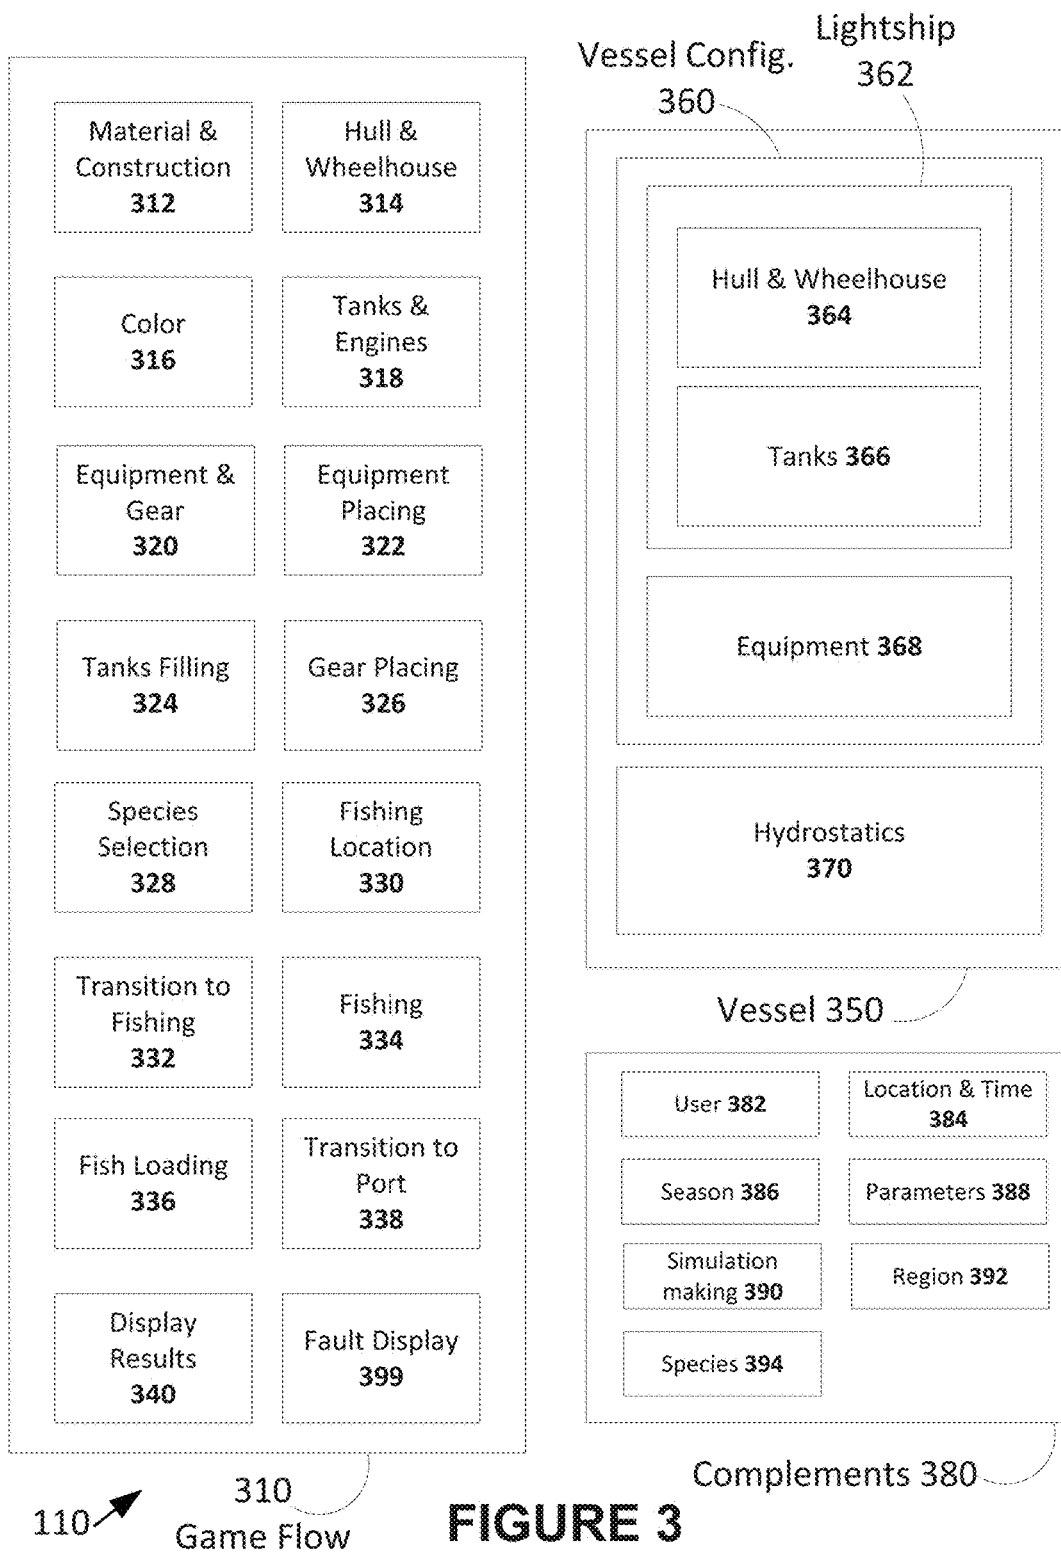 Material &
Construction
312
Hull &
Wheelhouse
314
Color
316
Tanks &
Engines
318
Equipment &
Gear
320
Equipment
Placing
322
Tanks Filling
324
Gear Placing
326
Species
Selection
328
Fishing
Location
330
Transition to
Fishing
332
Fishing
334
Fish Loading
336
Transition to
Port
338
Display
Results
340
Fault Display
399
310
Game Flow
110
Vessel Config.
360
Lightship
362
Hull & Wheelhouse
364
Tanks 366
Equipment 368
Hydrostatics
370
Vessel 350
User 382
Location & Time
384
Season 386
Parameters 388
Simulation
making 390
Region 392
Species 394
Complements 380
FIGURE 3